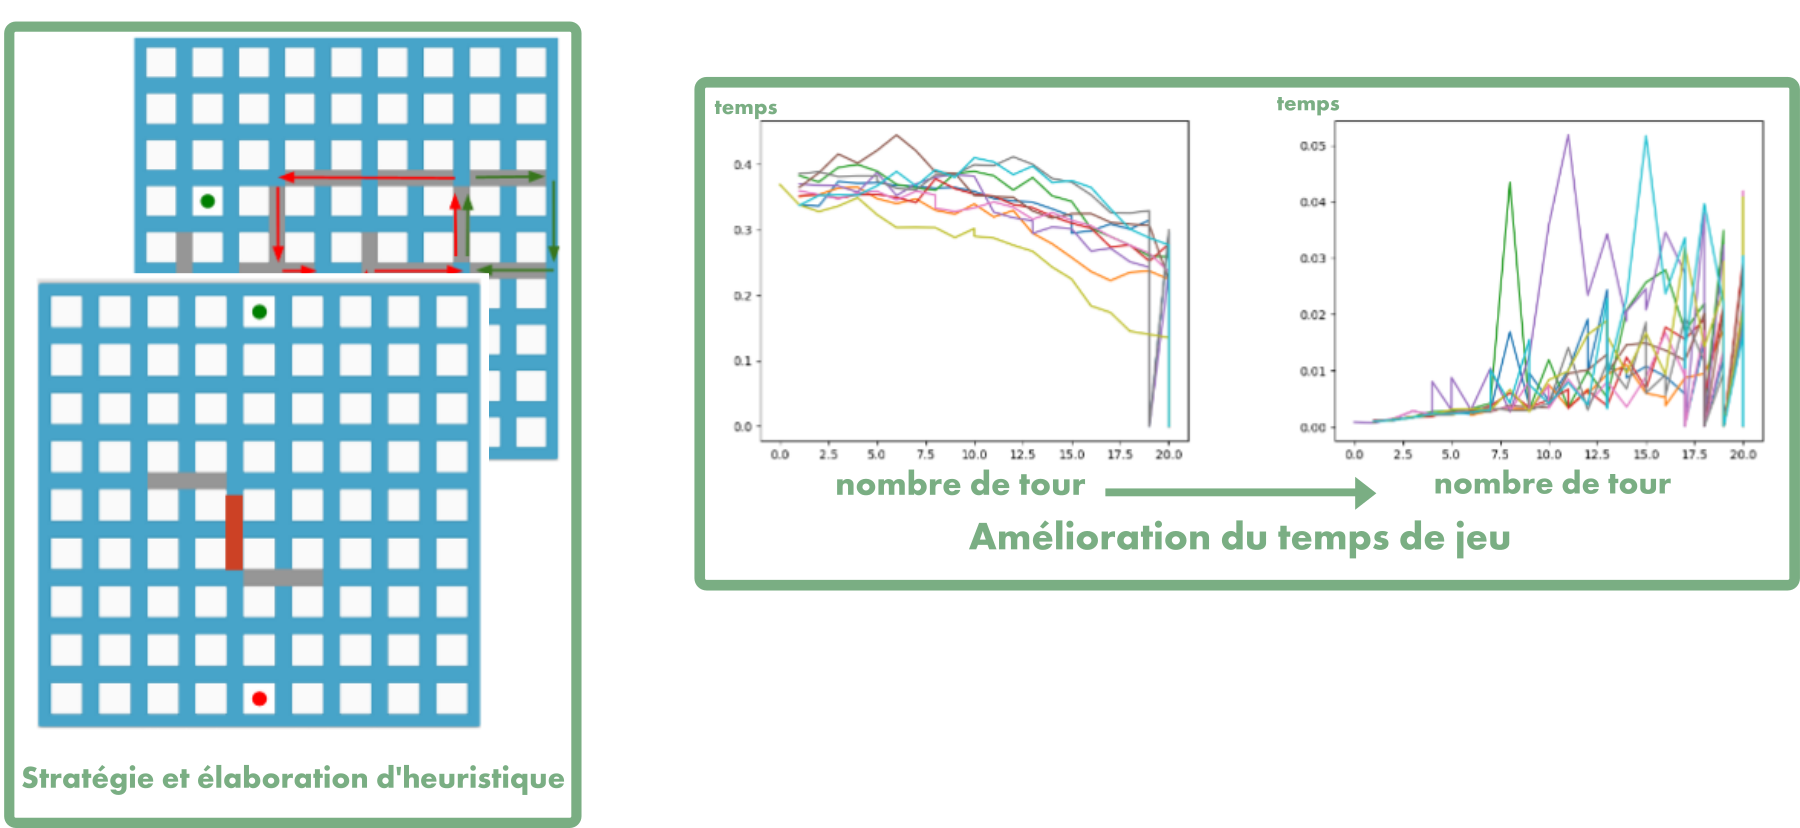 Stratégie et élaboration d'heuristique
temps
0.4
0.3
0.2
0.1
0.0
0.0 2.5 5.0 7.5 10.0 12.5 15.0 17.5 20.0
nombre de tour
temps
0.05
0.04
0.03
0.02
0.01
0.00
0.0 2.5 5.0 7.5 10.0 12.5 15.0 17.5 20.0
nombre de tour
Amélioration du temps de jeu